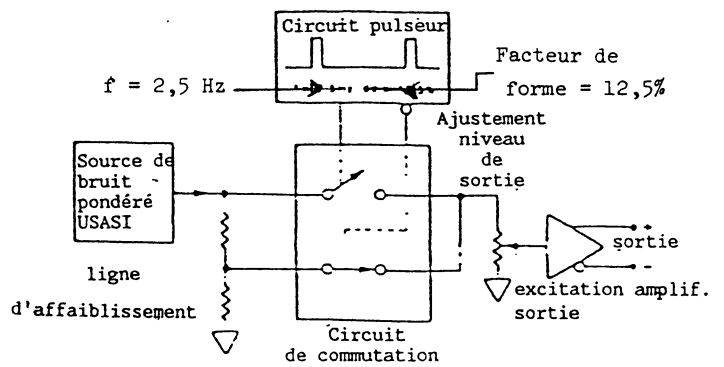 Circuit pulseur
f = 2,5 Hz
Facteur de
forme = 12,5%
Ajustement
niveau
de
sortie
Source de
bruit
pondéré
USASI
ligne
d'affaiblissement
Circuit
de commutation
+
sortie
-
excitation amplif.
sortie